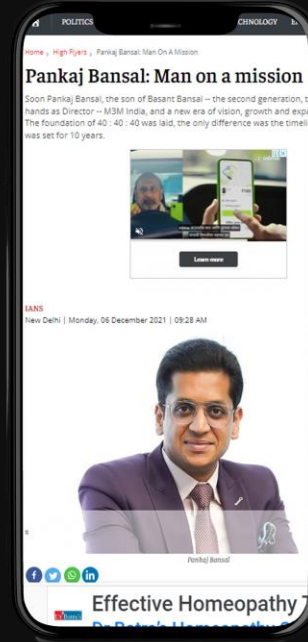 POLITICS
CHNOLOGY
Home , High Flyers , Pankaj Bansal: Man On A Mission
Pankaj Bansal: Man on a mission
Soon Pankaj Bansal, the son of Basant Bansal -- the second generation, t
hands as Director -- M3M India, and a new era of vision, growth and expa
The foundation of 40 : 40 : 40 was laid, the only difference was the timeli
was set for 10 years.
Learn more
IANS
New Delhi | Monday, 06 December 2021 | 09:28 AM
Pankaj Bansal
Effective Homeopathy T